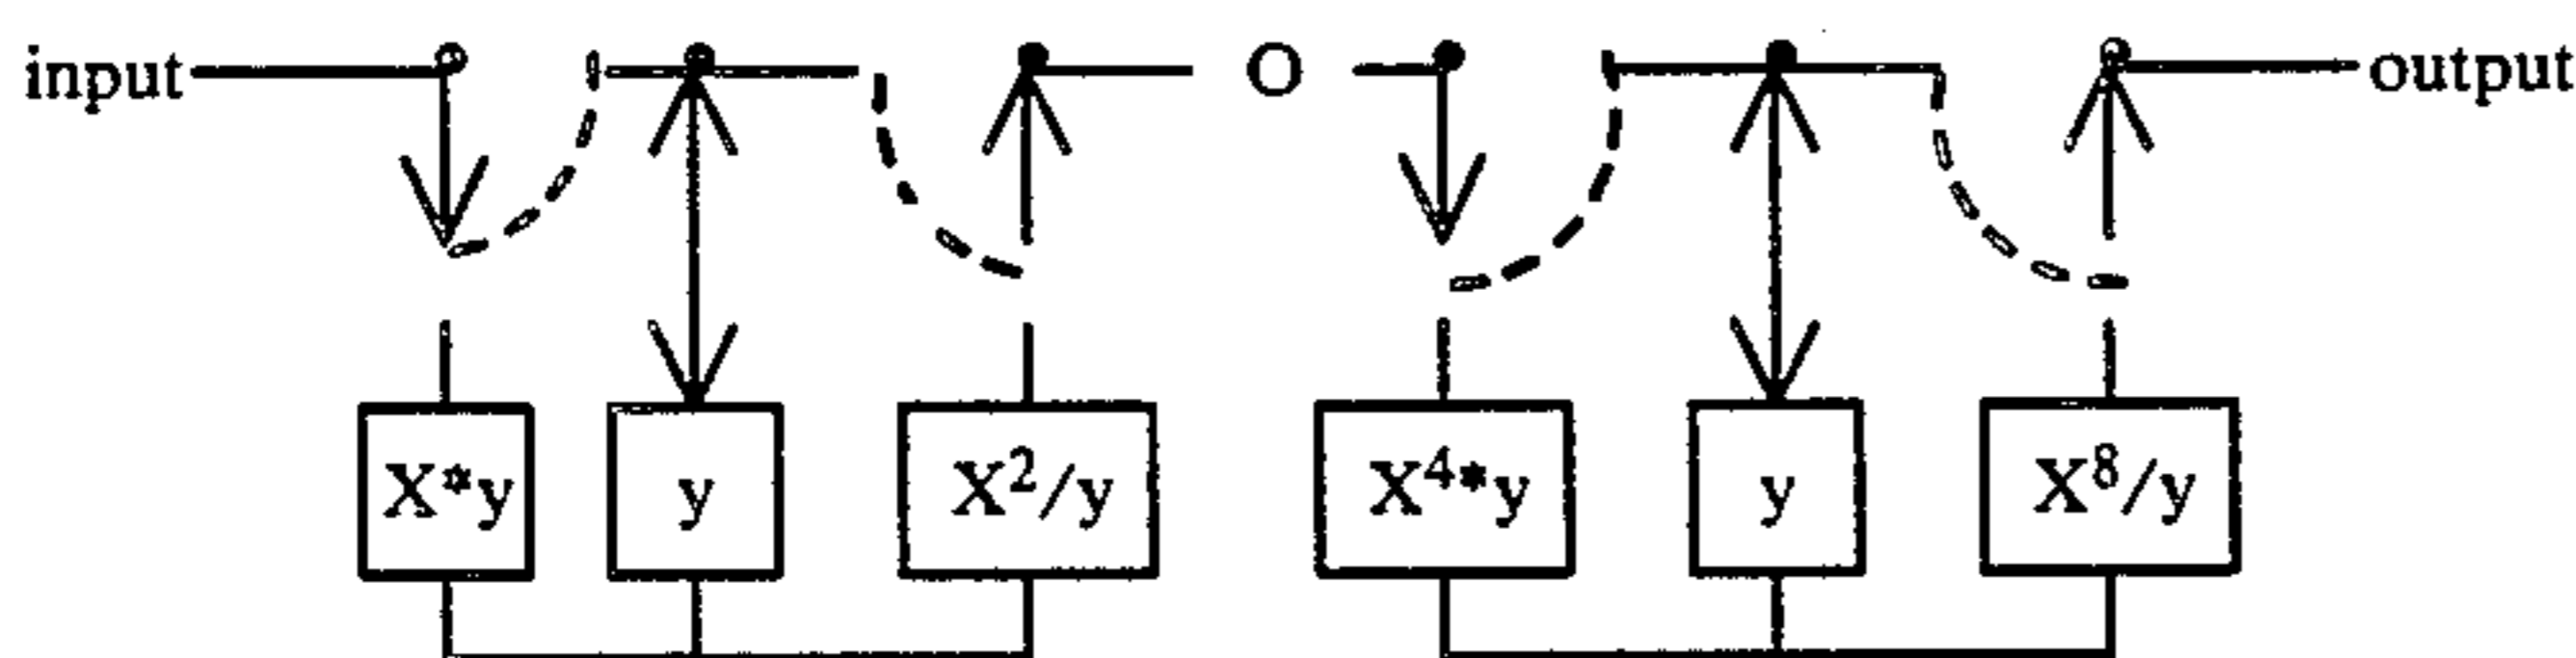 input O output
X*y y X²/y X⁴*y y X⁸/y